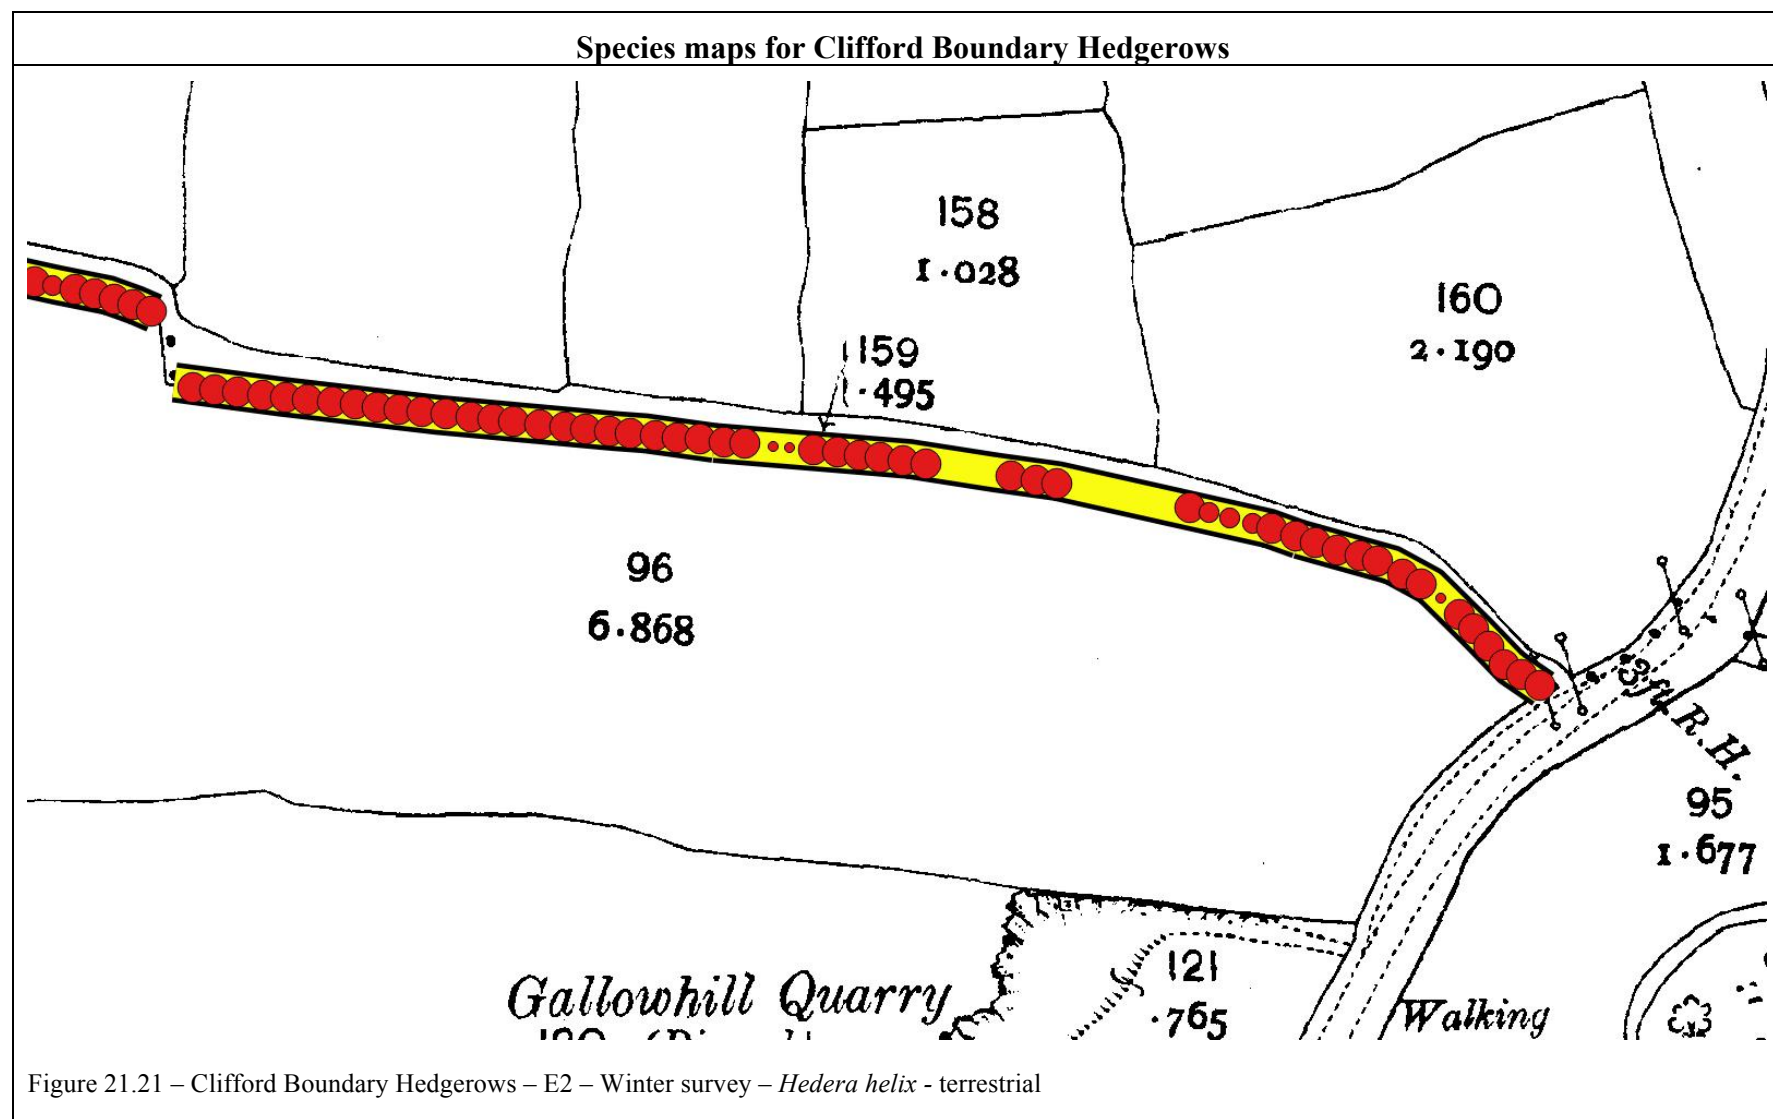 Species maps for Clifford Boundary Hedgerows
158
1·028
160
2·190
159
·495
96
6·868
3ft. R.H.
95
1·677
121
·765
Gallowhill Quarry
Walking
Figure 21.21 – Clifford Boundary Hedgerows – E2 – Winter survey – Hedera helix - terrestrial